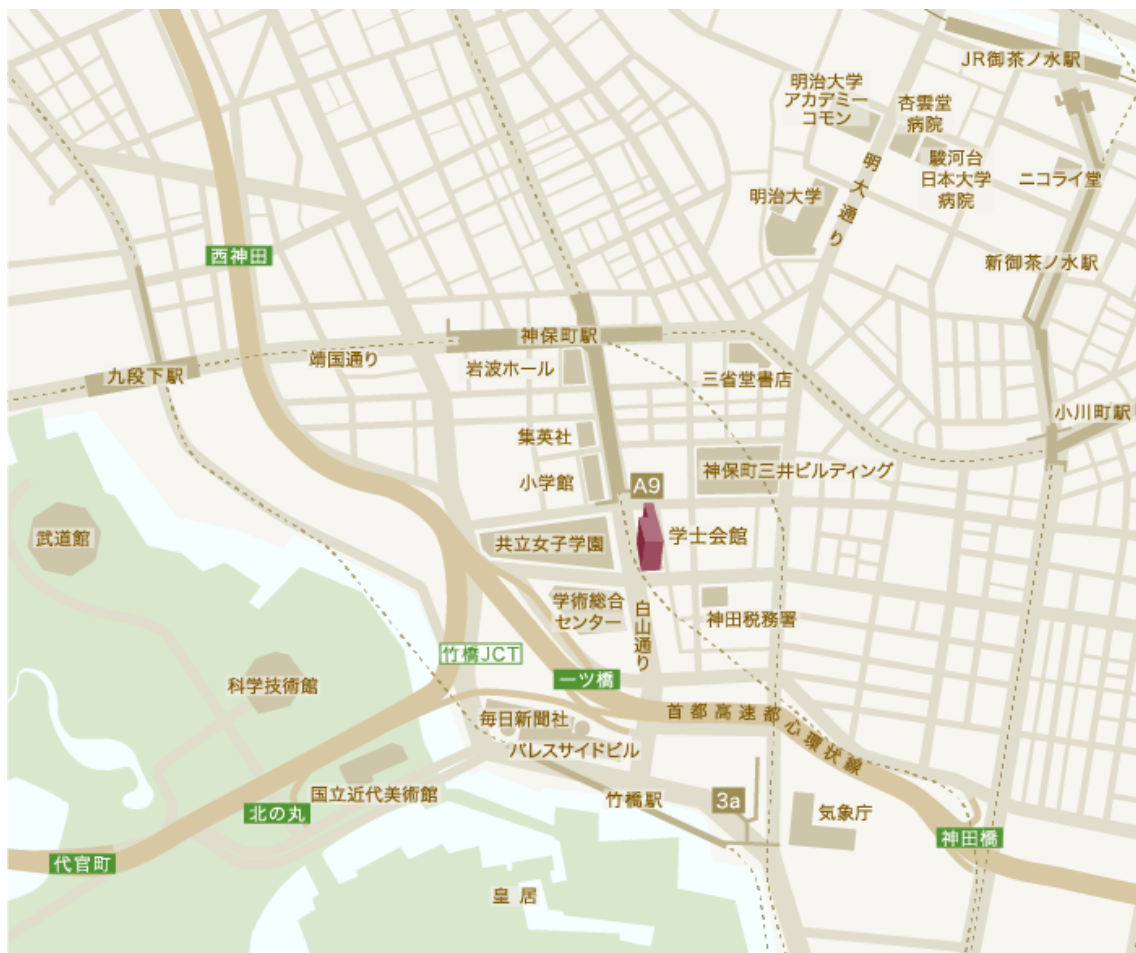 JR御茶ノ水駅
明治大学
アカデミー
コモン
杏雲堂
病院
駿河台
日本大学
病院
ニコライ堂
明大通り
明治大学
西神田
新御茶ノ水駅
神保町駅
靖国通り
九段下駅
岩波ホール
三省堂書店
小川町駅
集英社
神保町三井ビルディング
小学館
A9
武道館
共立女子学園
学士会館
学術総合
センター
白山通り
神田税務署
竹橋JCT
一ツ橋
科学技術館
毎日新聞社
首都高速都心環状線
パレスサイドビル
国立近代美術館
竹橋駅
3a
北の丸
気象庁
神田橋
代官町
皇居